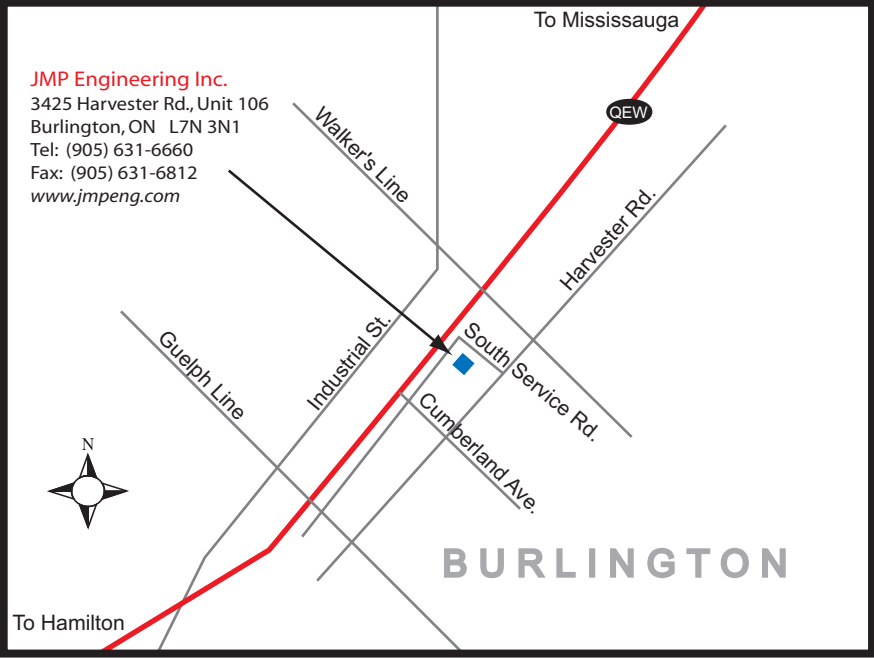 To Mississauga
JMP Engineering Inc.
3425 Harvester Rd., Unit 106
Burlington, ON L7N 3N1
Tel: (905) 631-6660
Fax: (905) 631-6812
www.jmpeng.com
QEW
Walker's Line
Harvester Rd.
Industrial St.
Guelph Line
South Service Rd.
Cumberland Ave.
N
BURLINGTON
To Hamilton